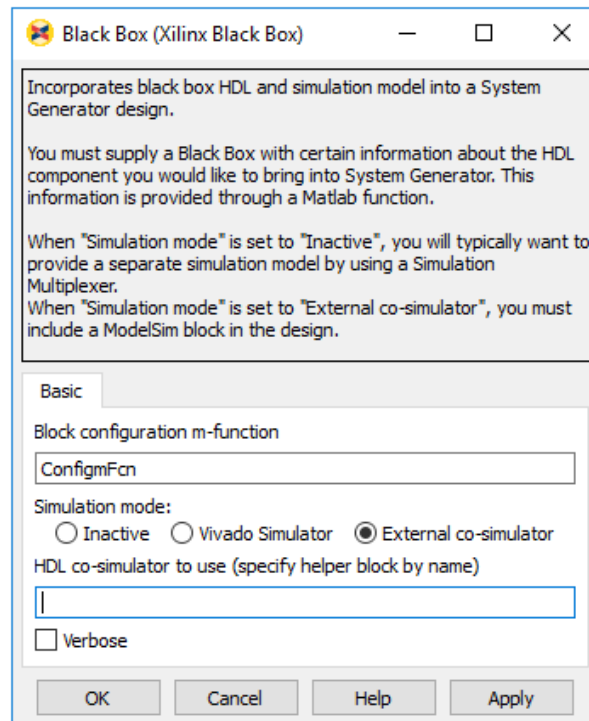 Black Box (Xilinx Black Box)
Incorporates black box HDL and simulation model into a System
Generator design.
You must supply a Black Box with certain information about the HDL
component you would like to bring into System Generator. This
information is provided through a Matlab function.
When "Simulation mode" is set to "Inactive", you will typically want to
provide a separate simulation model by using a Simulation
Multiplexer.
When "Simulation mode" is set to "External co-simulator", you must
include a ModelSim block in the design.
Basic
Block configuration m-function
ConfigmFcn
Simulation mode:
Inactive Vivado Simulator External co-simulator
HDL co-simulator to use (specify helper block by name)
Verbose
OK Cancel Help Apply